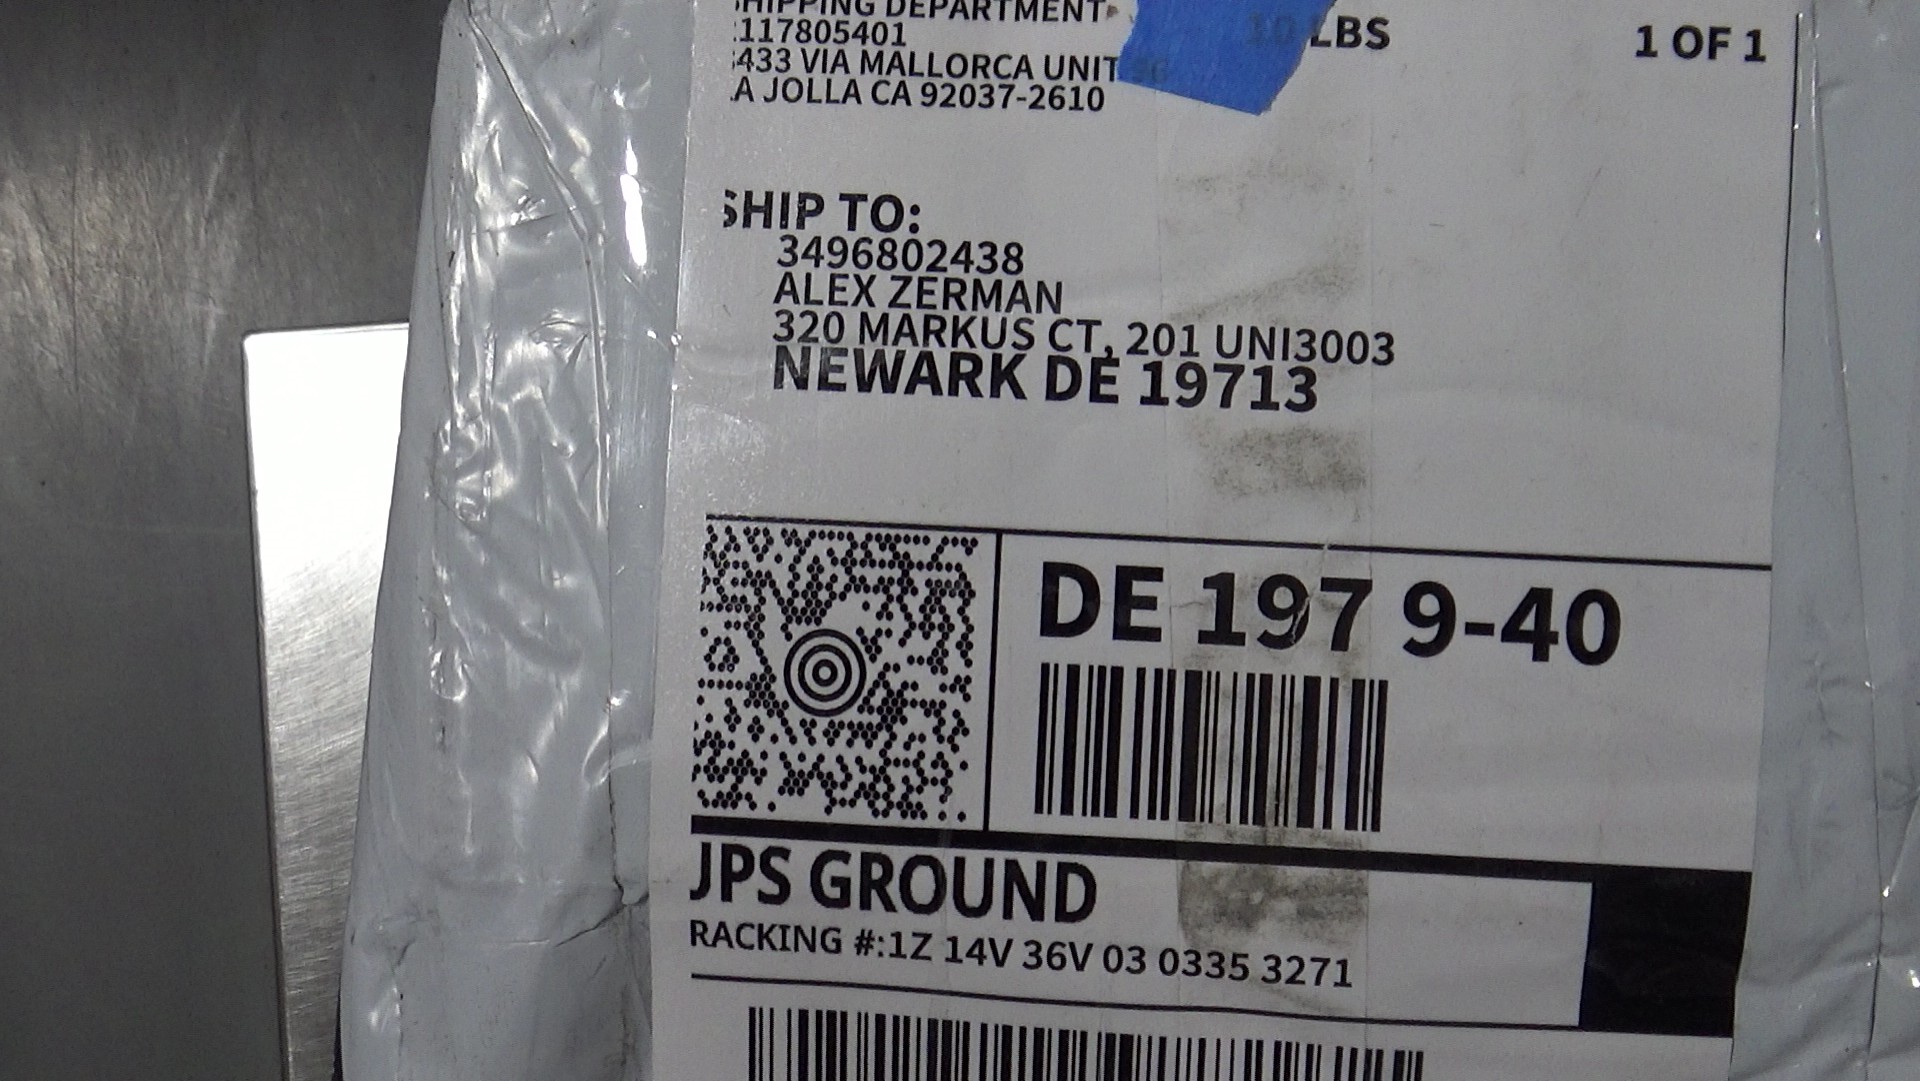 SHIPPING DEPARTMENT
117805401
433 VIA MALLORCA UNIT
A JOLLA CA 92037-2610
10 LBS
1 OF 1
SHIP TO:
3496802438
ALEX ZERMAN
320 MARKUS CT, 201 UNI3003
NEWARK DE 19713
DE 197 9-40
JPS GROUND
RACKING #:1Z 14V 36V 03 0335 3271